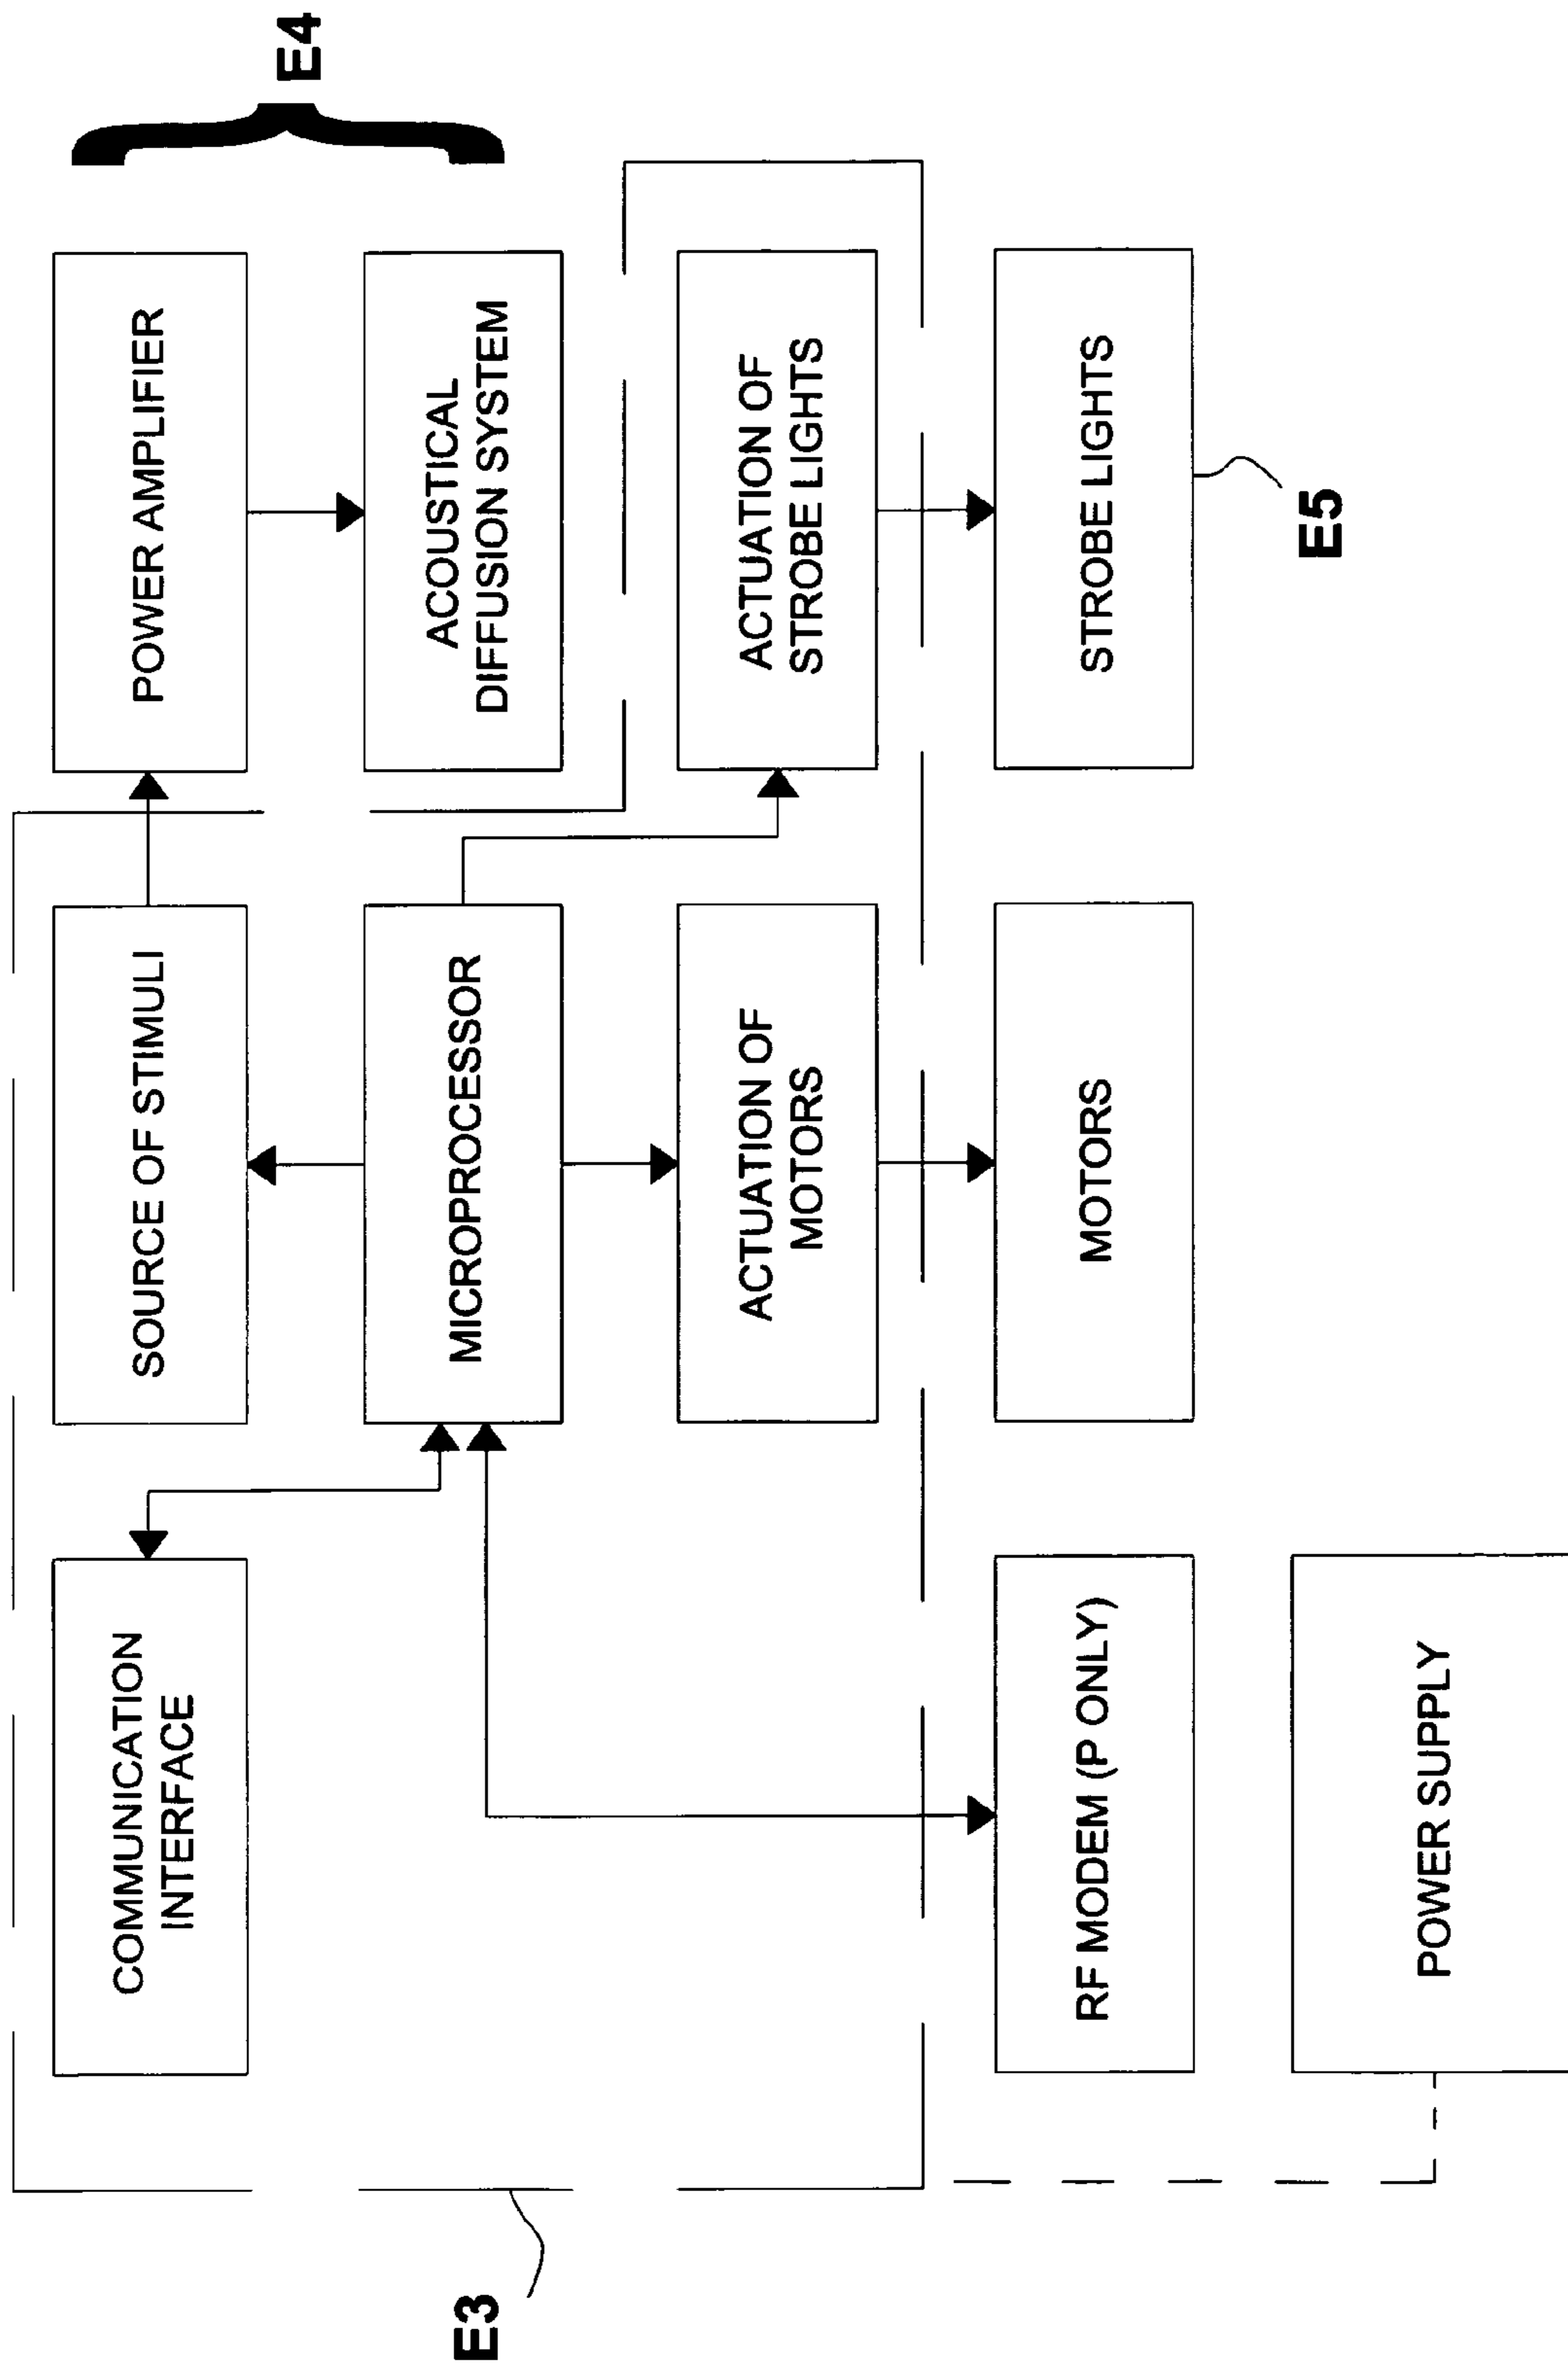 COMMUNICATION
INTERFACE
SOURCE OF STIMULI
POWER AMPLIFIER
E4
MICROPROCESSOR
ACOUSTICAL
DIFFUSION SYSTEM
E3
ACTUATION OF
MOTORS
ACTUATION OF
STROBE LIGHTS
RF MODEM (P ONLY)
MOTORS
STROBE LIGHTS
E5
POWER SUPPLY